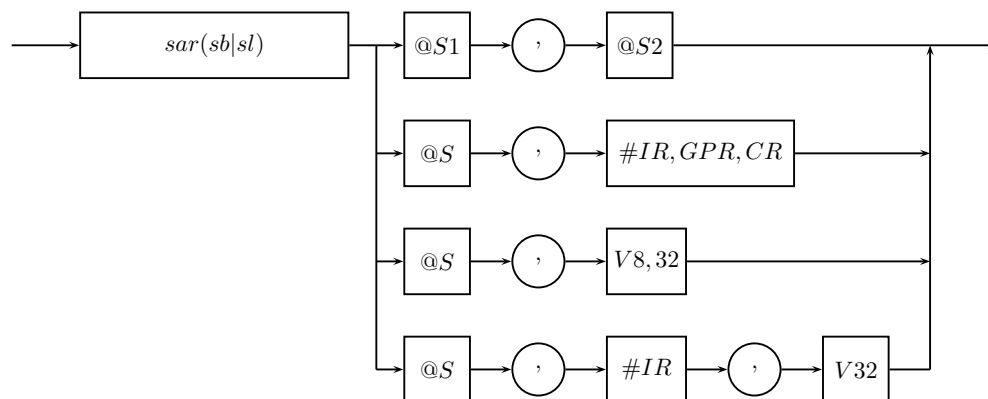 sar(sb|sl) @S1 , @S2
@S , #IR, GPR, CR
@S , V8, 32
@S , #IR , V32